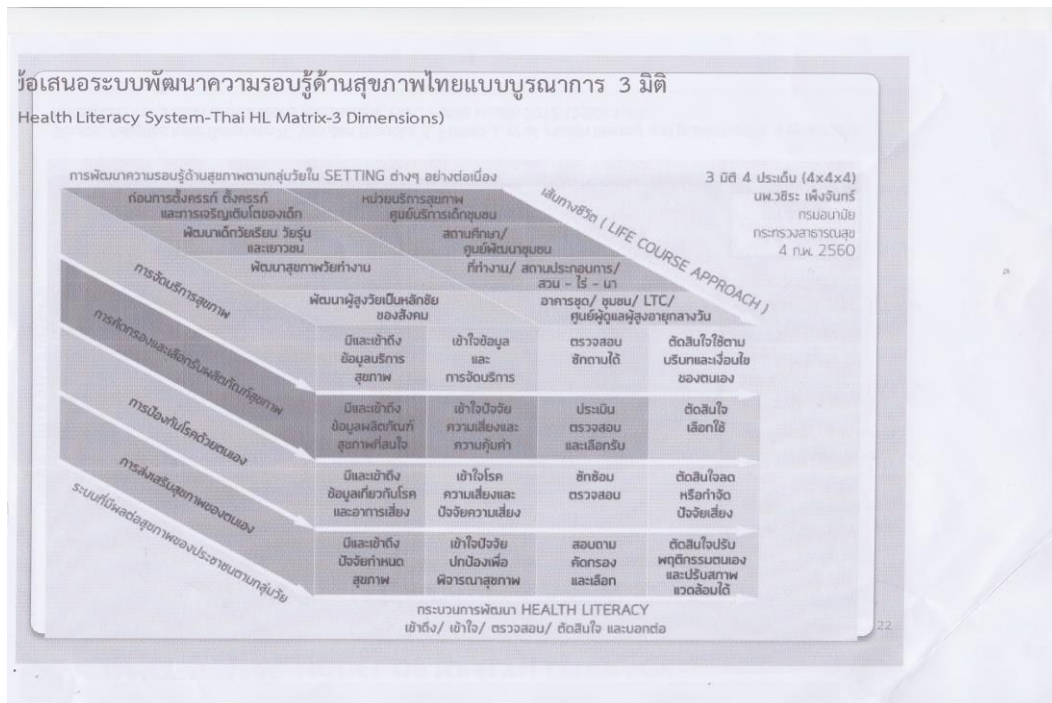 ข้อเสนอระบบพัฒนาความรอบรู้ด้านสุขภาพไทยแบบบูรณาการ 3 มิติ
Health Literacy System-Thai HL Matrix-3 Dimensions)
การพัฒนาความรอบรู้ด้านสุขภาพตามกลุ่มวัยใน SETTING ต่างๆ อย่างต่อเนื่อง
3 มิติ 4 ประเด็น (4x4x4)
นพ.วชิระ เพ็งจันทร์
กรมอนามัย
กระทรวงสาธารณสุข
4 ก.พ. 2560
เส้นทางชีวิต ( LIFE COURSE APPROACH )
ก่อนการตั้งครรภ์ ตั้งครรภ์
และการเจริญเติบโตของเด็ก
หน่วยบริการสุขภาพ
ศูนย์บริการเด็กชุมชน
พัฒนาเด็กวัยเรียน วัยรุ่น
และเยาวชน
สถานศึกษา/
ศูนย์พัฒนาชุมชน
พัฒนาสุขภาพวัยทำงาน
ที่ทำงาน/ สถานประกอบการ/
สวน – ไร่ - นา
พัฒนาผู้สูงวัยเป็นหลักชัย
ของสังคม
อาคารชุด/ ชุมชน/ LTC/
ศูนย์ผู้ดูแลผู้สูงอายุกลางวัน
การจัดบริการสุขภาพ
มีและเข้าถึง
ข้อมูลบริการ
สุขภาพ
เข้าใจข้อมูล
และ
การจัดบริการ
ตรวจสอบ
ซักถามได้
ตัดสินใจใช้ตาม
บริบทและเงื่อนไข
ของตนเอง
การคัดกรองและเลือกรับผลิตภัณฑ์สุขภาพ
มีและเข้าถึง
ข้อมูลผลิตภัณฑ์
สุขภาพที่สนใจ
เข้าใจปัจจัย
ความเสี่ยงและ
ความคุ้มค่า
ประเมิน
ตรวจสอบ
และเลือกรับ
ตัดสินใจ
เลือกใช้
การป้องกันโรคด้วยตนเอง
มีและเข้าถึง
ข้อมูลเกี่ยวกับโรค
และอาการเสี่ยง
เข้าใจโรค
ความเสี่ยงและ
ปัจจัยความเสี่ยง
ซักซ้อม
ตรวจสอบ
ตัดสินใจลด
หรือกำจัด
ปัจจัยเสี่ยง
การส่งเสริมสุขภาพของตนเอง
มีและเข้าถึง
ปัจจัยกำหนด
สุขภาพ
เข้าใจปัจจัย
ปกป้องเพื่อ
พิจารณาสุขภาพ
สอบถาม
คัดกรอง
และเลือก
ตัดสินใจปรับ
พฤติกรรมตนเอง
และปรับสภาพ
แวดล้อมได้
ระบบที่มีผลต่อสุขภาพของประชาชนตามกลุ่มวัย
กระบวนการพัฒนา HEALTH LITERACY
เข้าถึง/ เข้าใจ/ ตรวจสอบ/ ตัดสินใจ และบอกต่อ
22